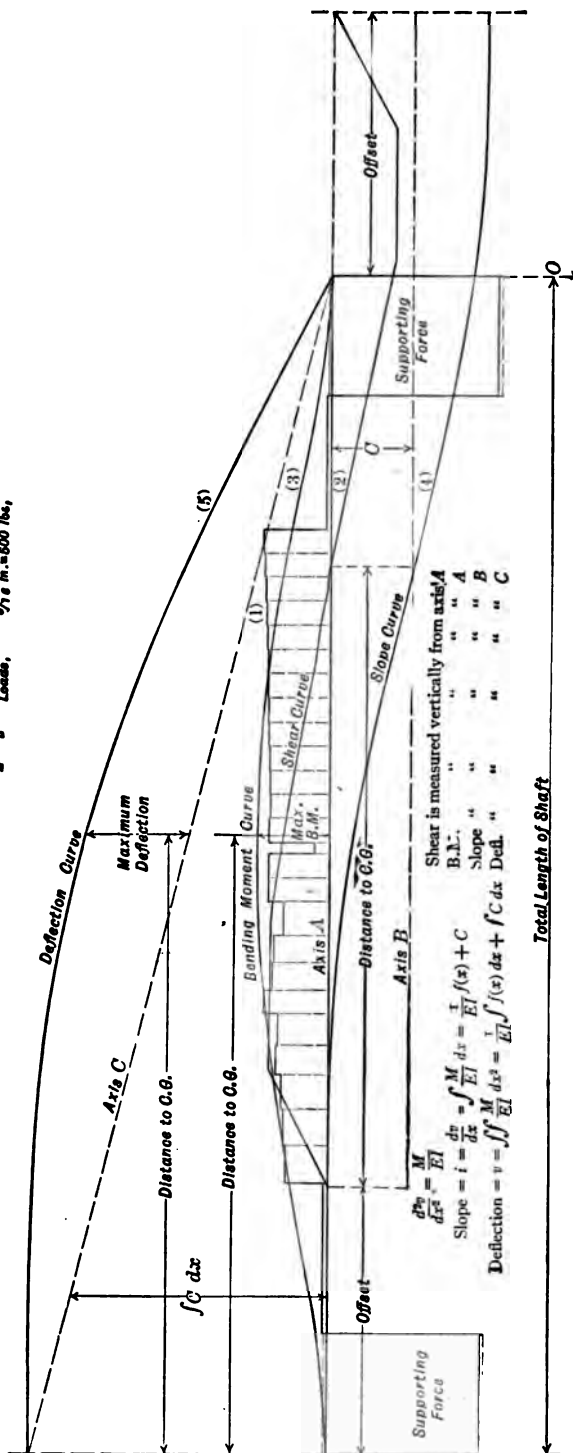 " " Loads,
Deflection Curve
(5)
Maximum
Deflection
Axis C
Distance to C.G.
∫C dx
Bending Moment Curve
(1)
(3)
Shear Curve
Max.
B.M.
Distance to C.G.
Axis A
(2)
C
(4)
Slope Curve
Distance to C.G.
Axis B
Offset
Offset
Supporting
Force
Supporting
Force
O
d²v/dx² = M/EI
Slope = i = dv/dx = ∫ M/EI dx = 1/EI f(x) + C
Deflection = v = ∫∫ M/EI dx² = 1/EI ∫ f(x) dx + ∫C dx
Shear is measured vertically from axis A
B.M. " " " " A
Slope " " " " B
Defl. " " " " C
Total Length of Shaft